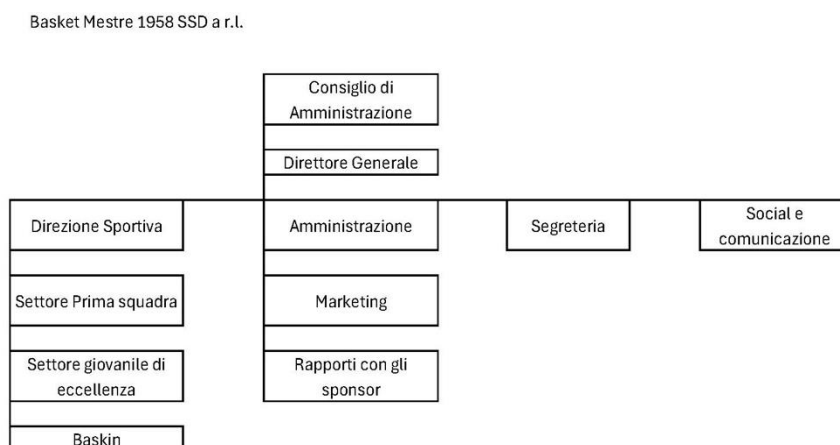 Basket Mestre 1958 SSD a r.l.
Consiglio di
Amministrazione
Direttore Generale
Direzione Sportiva
Amministrazione
Segreteria
Social e
comunicazione
Settore Prima squadra
Marketing
Settore giovanile di
eccellenza
Rapporti con gli
sponsor
Baskin